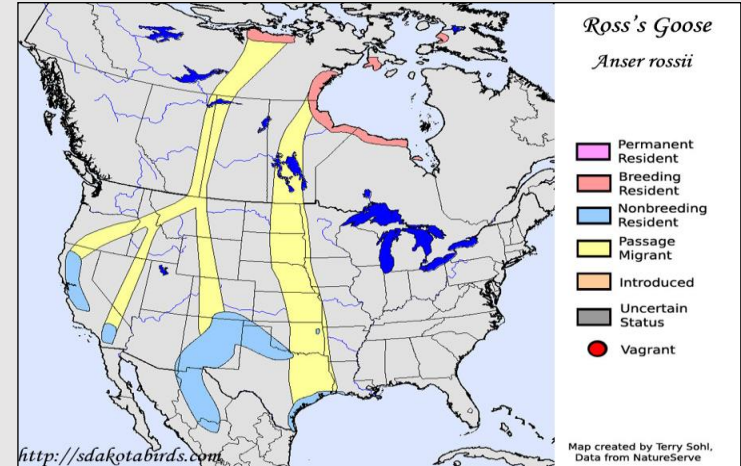 Ross's Goose
Anser rossii
Permanent
Resident
Breeding
Resident
Nonbreeding
Resident
Passage
Migrant
Introduced
Uncertain
Status
Vagrant
http://sdakotabirds.com
Map created by Terry Sohl,
Data from NatureServe